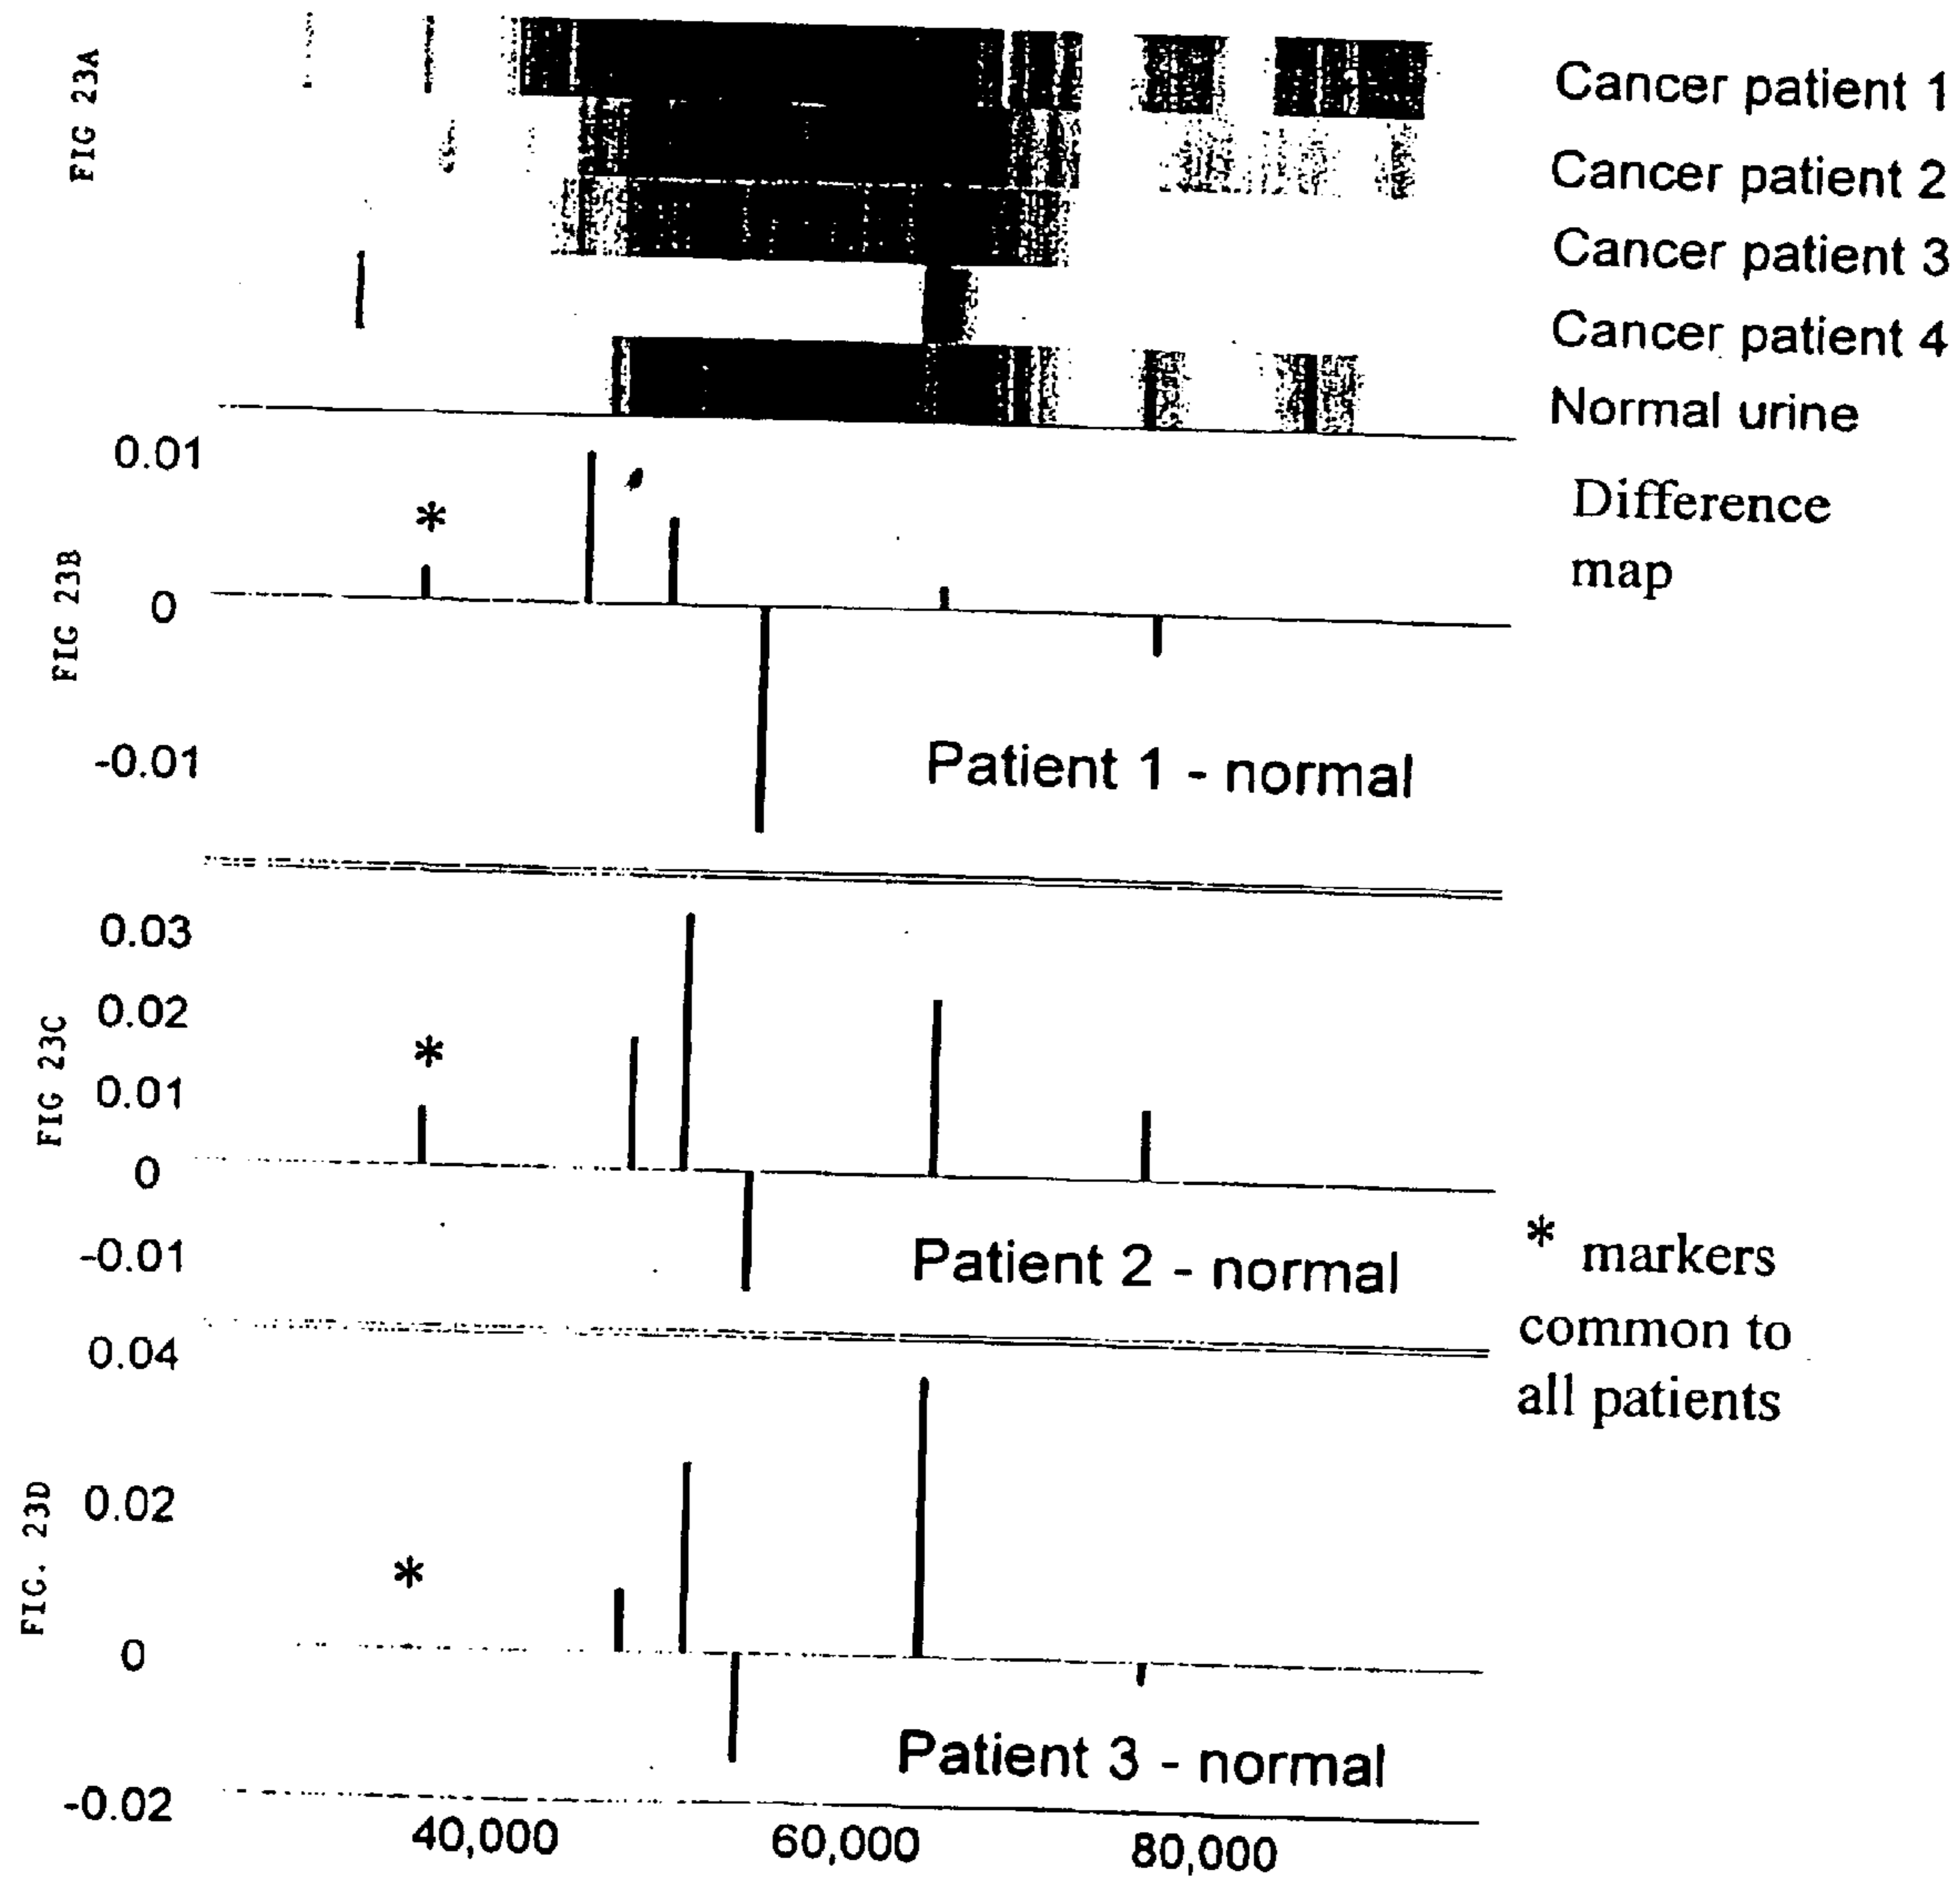 FIG 23A
Cancer patient 1
Cancer patient 2
Cancer patient 3
Cancer patient 4
Normal urine
FIG 23B
0.01
0
-0.01
*
Difference
map
Patient 1 - normal
FIG 23C
0.03
0.02
0.01
0
-0.01
*
Patient 2 - normal
* markers
common to
all patients
FIG. 23D
0.04
0.02
0
-0.02
*
Patient 3 - normal
40,000 60,000 80,000